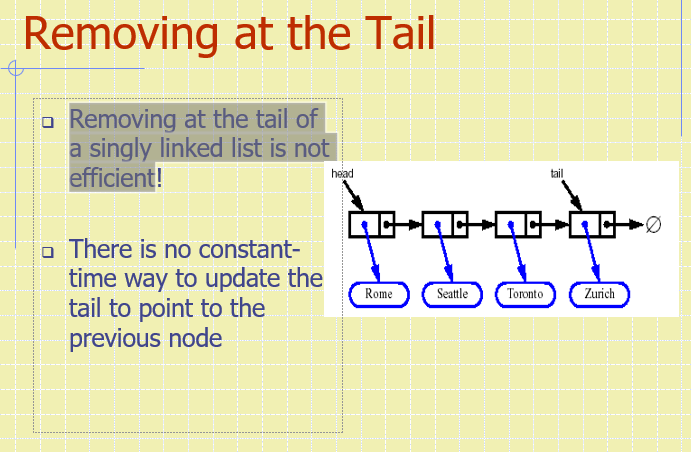 Removing at the Tail
❑ Removing at the tail of
a singly linked list is not
efficient!
❑ There is no constant-
time way to update the
tail to point to the
previous node
head
tail
∅
Rome
Seattle
Toronto
Zurich